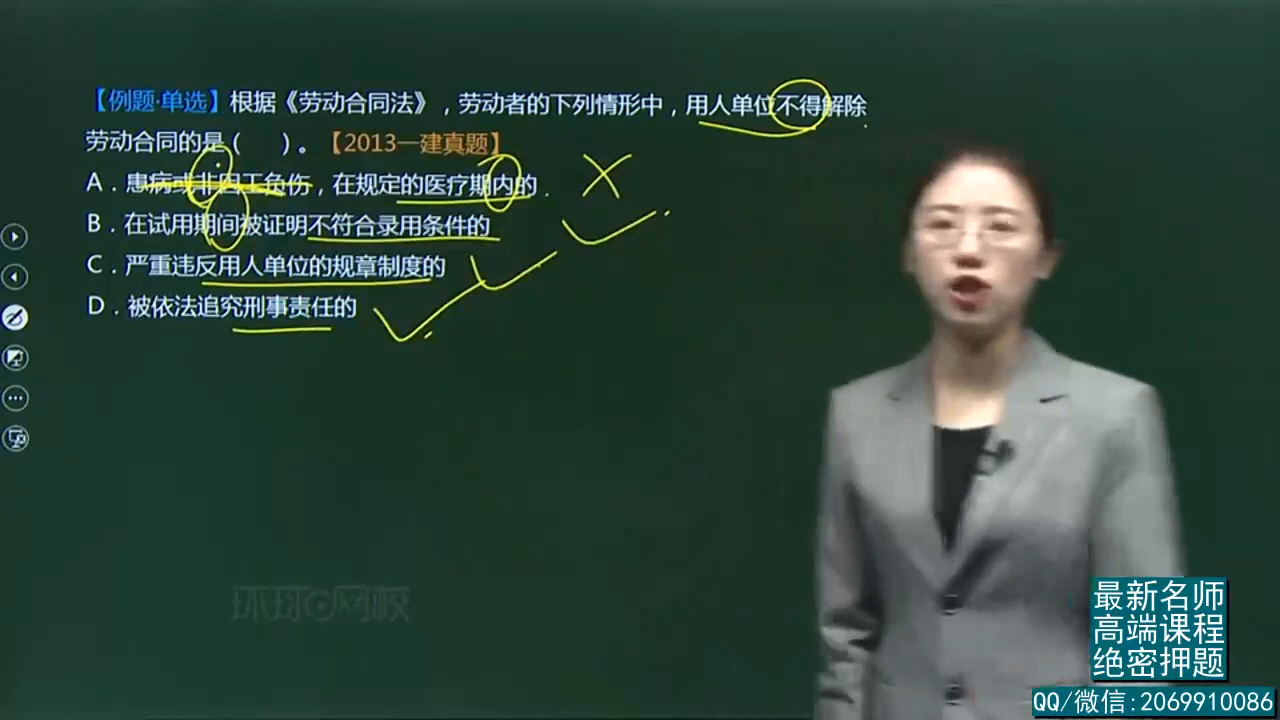 【例题·单选】根据《劳动合同法》，劳动者的下列情形中，用人单位不得解除
劳动合同的是（ ）。【2013一建真题】
A．患病或非因工负伤，在规定的医疗期内的
B．在试用期间被证明不符合录用条件的
C．严重违反用人单位的规章制度的
D．被依法追究刑事责任的
环球网校
最新名师
高端课程
绝密押题
QQ/微信:2069910086